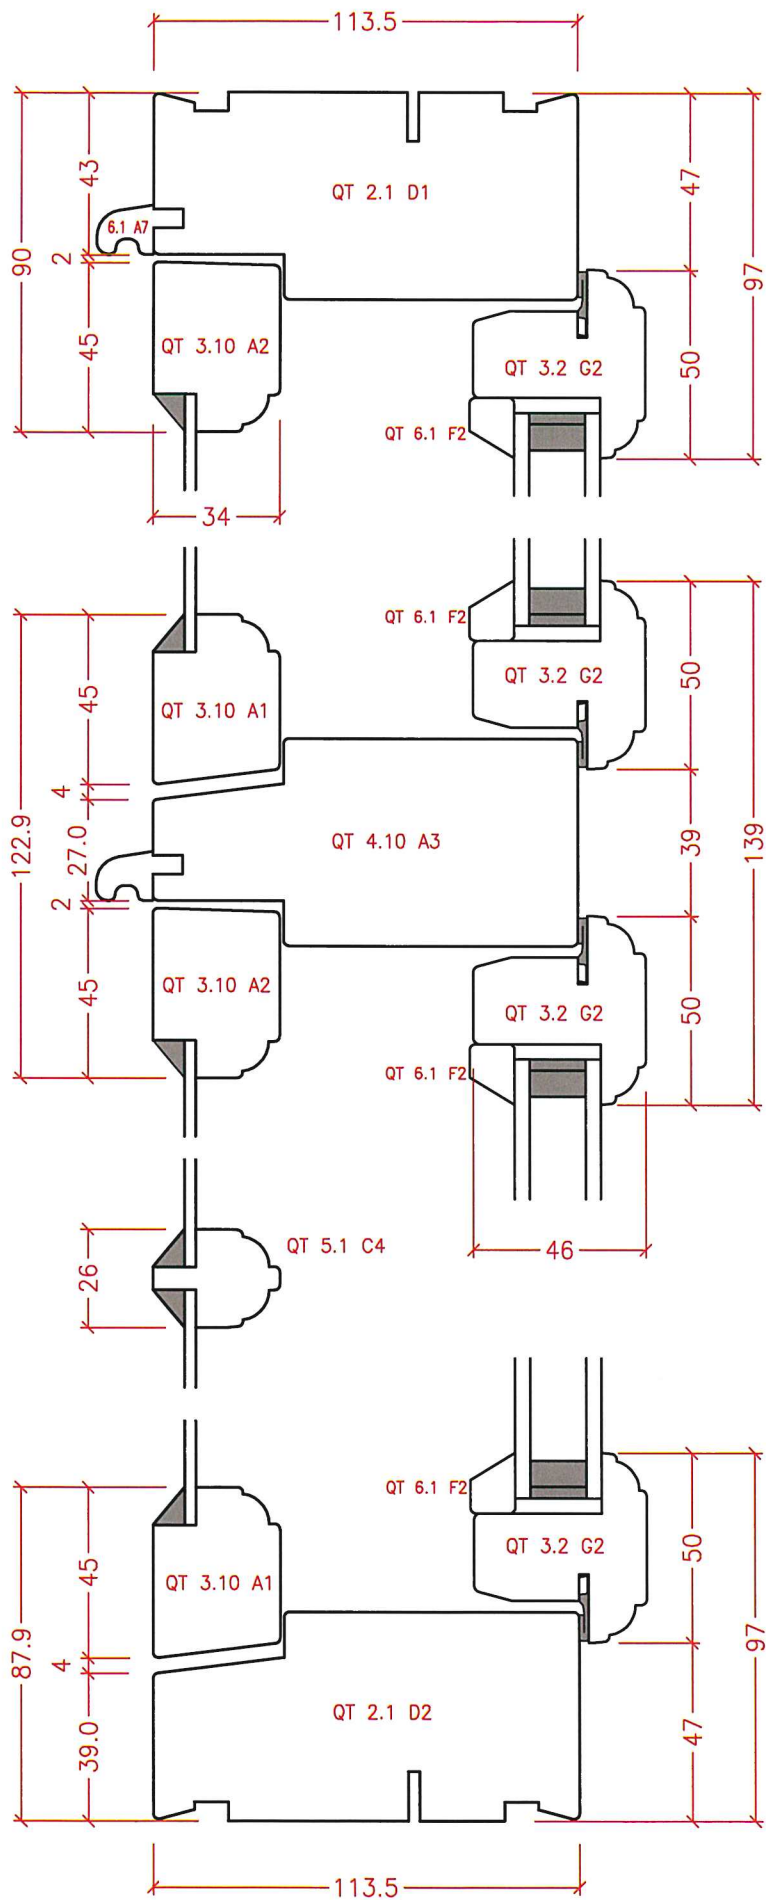 113.5
43
47
QT 2.1 D1
6.1 A7
90
2
97
45
QT 3.10 A2
QT 3.2 G2
50
QT 6.1 F2
34
QT 6.1 F2
45
QT 3.10 A1
QT 3.2 G2
50
4
122.9
27.0
QT 4.10 A3
39
139
2
45
QT 3.10 A2
QT 3.2 G2
50
QT 6.1 F2
26
QT 5.1 C4
46
QT 6.1 F2
45
QT 3.10 A1
QT 3.2 G2
50
87.9
4
97
39.0
QT 2.1 D2
47
113.5